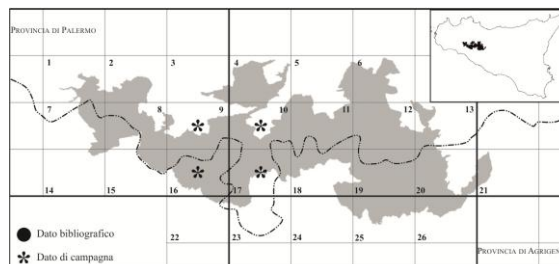 PROVINCIA DI PALERMO
1 2 3 4 5 6
7 8 9 10 11 12 13
14 15 16 17 18 19 20 21
22 23 24 25 26
Dato bibliografico
Dato di campagna
PROVINCIA DI AGRIGEN